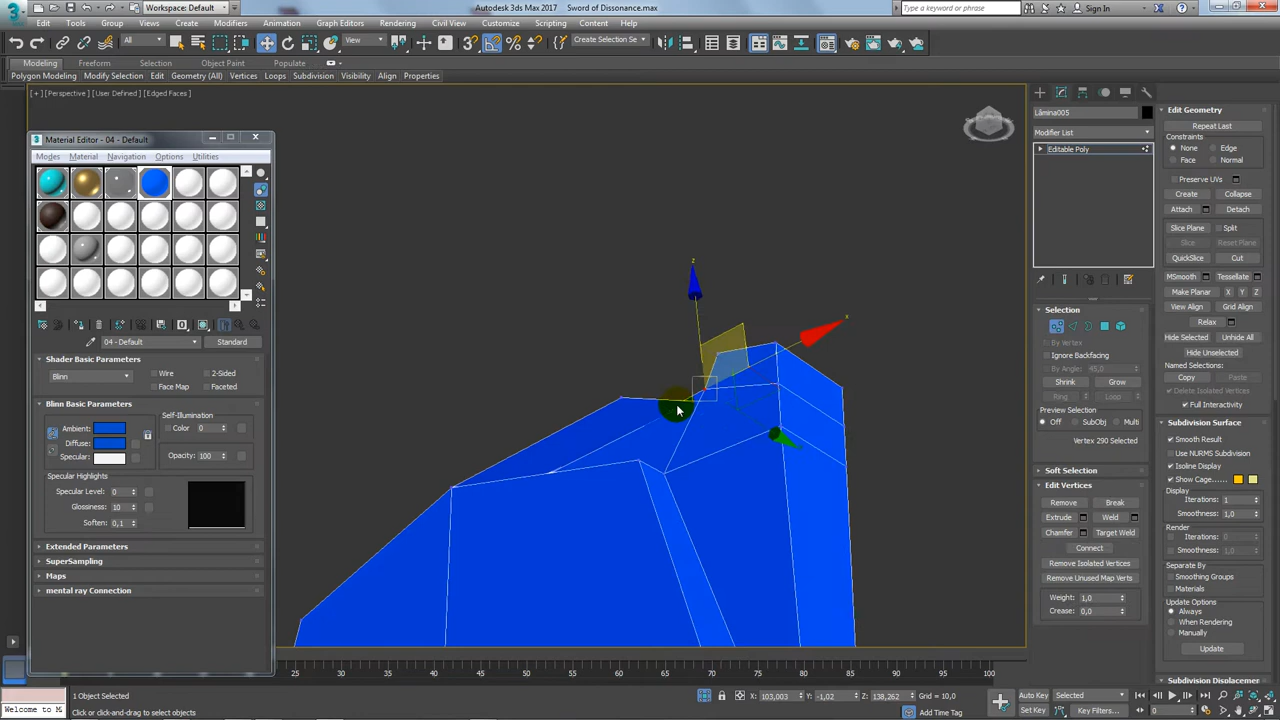 Workspace: Default
Autodesk 3ds Max 2017    Sword of Dissonance.max
Type a keyword or phrase
Sign In
Edit Tools Group Views Create Modifiers Animation Graph Editors Rendering Civil View Customize Scripting Content Help
All View Create Selection Se
Modeling Freeform Selection Object Paint Populate
Polygon Modeling Modify Selection Edit Geometry (All) Vertices Loops Subdivision Visibility Align Properties
[ + ] [Perspective ] [User Defined ] [Edged Faces ]
Material Editor - 04 - Default
Modes Material Navigation Options Utilities
04 - Default Standard
Shader Basic Parameters
Blinn
Wire 2-Sided
Face Map Faceted
Blinn Basic Parameters
Self-Illumination
Ambient: Color 0
Diffuse:
Specular: Opacity: 100
Specular Highlights
Specular Level: 0
Glossiness: 10
Soften: 0,1
Extended Parameters
SuperSampling
Maps
mental ray Connection
z
x
Lâmina005
Modifier List
Editable Poly
Selection
By Vertex
Ignore Backfacing
By Angle: 45,0
Shrink Grow
Ring Loop
Preview Selection
Off SubObj Multi
Vertex 290 Selected
Soft Selection
Edit Vertices
Remove Break
Extrude Weld
Chamfer Target Weld
Connect
Remove Isolated Vertices
Remove Unused Map Verts
Weight: 1,0
Crease: 0,0
Edit Geometry
Repeat Last
Constraints
None Edge
Face Normal
Preserve UVs
Create Collapse
Attach Detach
Slice Plane Split
Slice Reset Plane
QuickSlice Cut
MSmooth Tessellate
Make Planar X Y Z
View Align Grid Align
Relax
Hide Selected Unhide All
Hide Unselected
Named Selections:
Copy Paste
Delete Isolated Vertices
Full Interactivity
Subdivision Surface
Smooth Result
Use NURMS Subdivision
Isoline Display
Show Cage......
Display
Iterations: 1
Smoothness: 1,0
Render
Iterations: 0
Smoothness: 1,0
Separate By
Smoothing Groups
Materials
Update Options
Always
When Rendering
Manually
Update
Subdivision Displacemer
25 30 35 40 45 50 55 60 65 70 75 80 85 90 95 100
1 Object Selected
X: 103,003 Y: -1,02 Z: 138,262 Grid = 10,0
Auto Key Selected
Welcome to M
Click or click-and-drag to select objects
Add Time Tag
Set Key Key Filters...
0